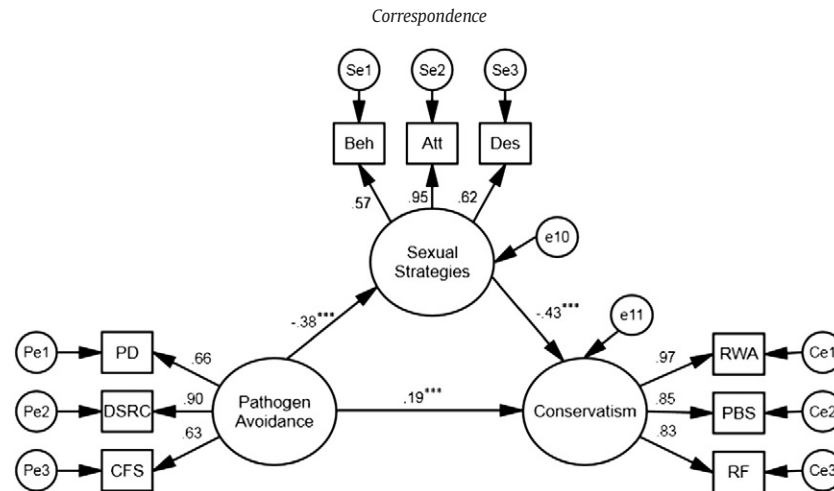 Correspondence
Se1 Se2 Se3
Beh Att Des
.57 .95 .62
Sexual
Strategies
e10
-.38*** -.43***
e11
Pe1 PD .66
.97 RWA Ce1
Pe2 DSRC .90
Pathogen
Avoidance
.19***
Conservatism
.85 PBS Ce2
Pe3 CFS .63
.83 RF Ce3